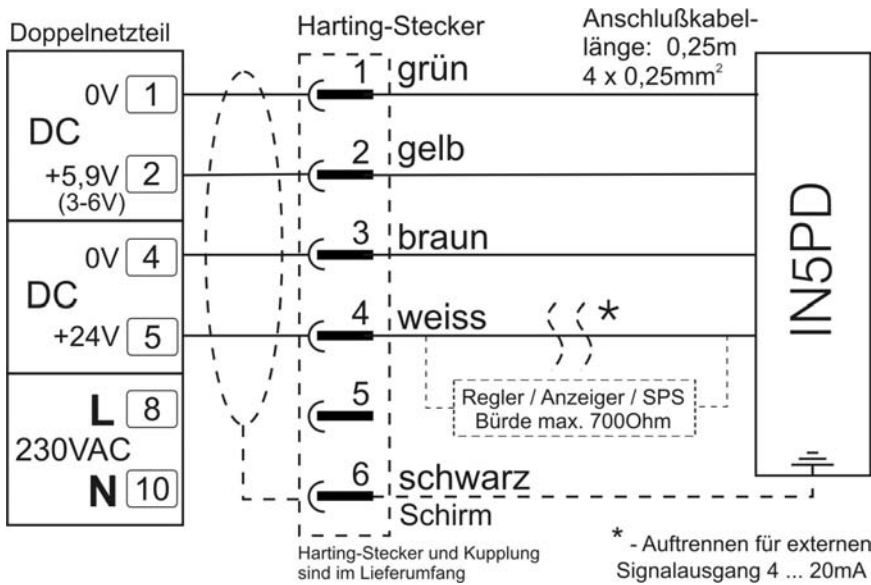 Doppelnetzteil
0V 1
DC
+5,9V 2
(3-6V)
0V 4
DC
+24V 5
L 8
230VAC
N 10
Harting-Stecker
1 grün
2 gelb
3 braun
4 weiss
5
6 schwarz
Schirm
Harting-Stecker und Kupplung
sind im Lieferumfang
Anschlußkabel-
länge: 0,25m
4 x 0,25mm²
*
Regler / Anzeiger / SPS
Bürde max. 700Ohm
IN5PD
* - Auftrennen für externen
Signalausgang 4 ... 20mA